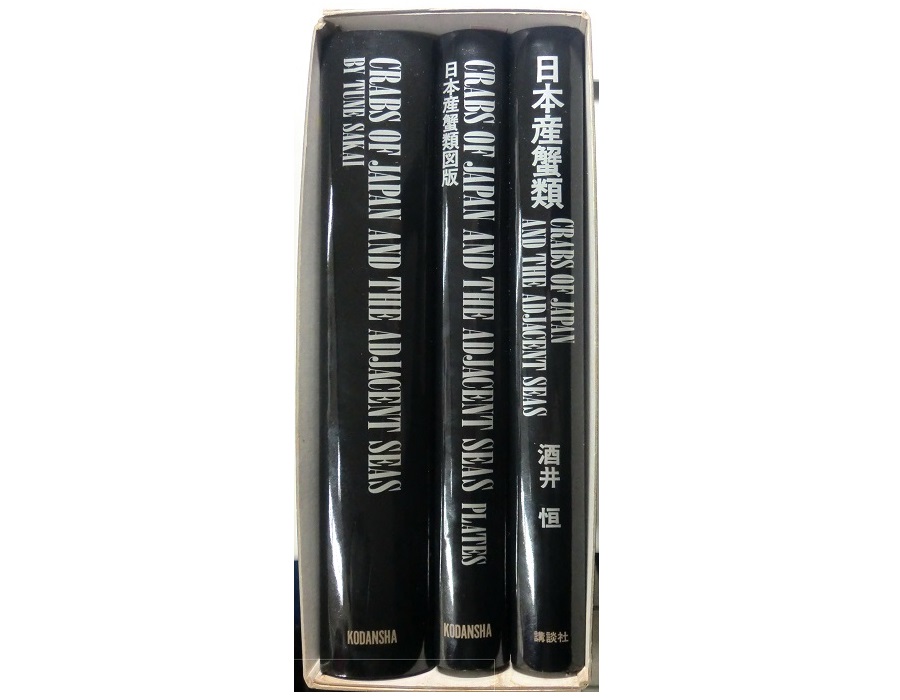 CRABS OF JAPAN AND THE ADJACENT SEAS
BY TUNE SAKAI
KODANSHA
CRABS OF JAPAN AND THE ADJACENT SEAS PLATES
日本産蟹類図版
KODANSHA
日本産蟹類
CRABS OF JAPAN
AND THE ADJACENT SEAS
酒井 恒
講談社